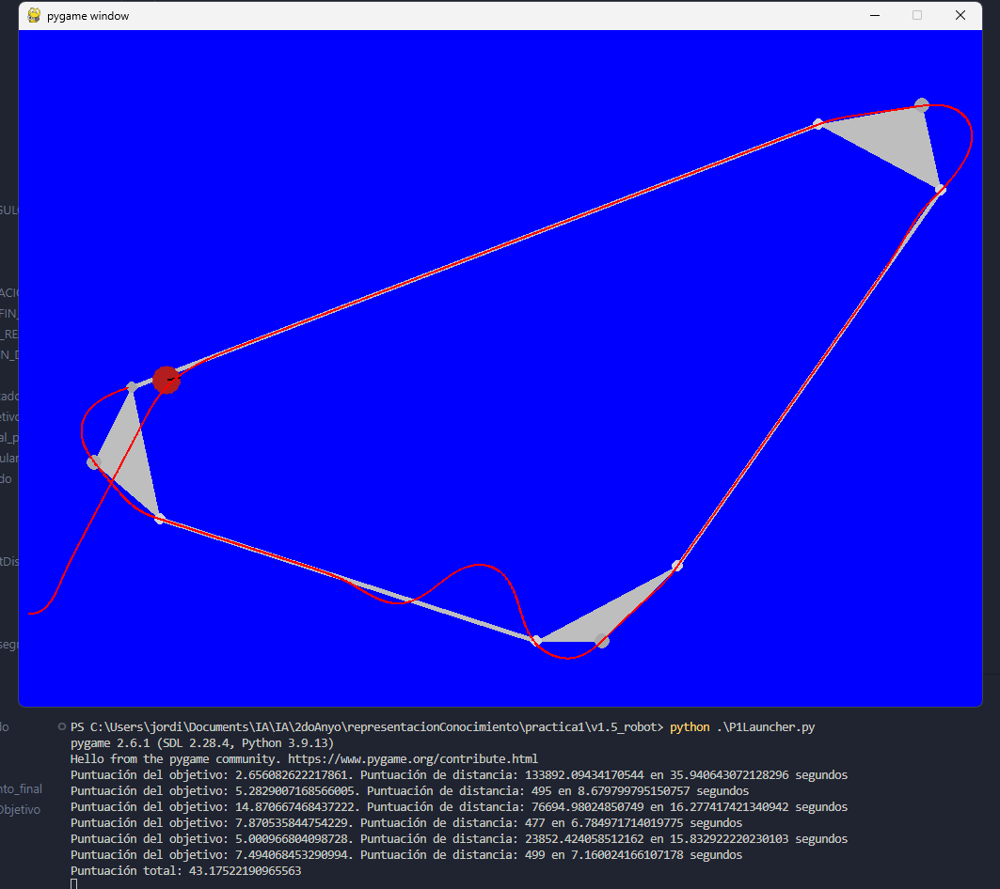 pygame window
GULO
ACIO
FIN_
_RE
N_D
cado
etivo
al_p
ular
do
tDis
segm
do
PS C:\Users\jordi\Documents\IA\IA\2doAnyo\representacionConocimiento\practica1\v1.5_robot> python .\P1Launcher.py
pygame 2.6.1 (SDL 2.28.4, Python 3.9.13)
Hello from the pygame community. https://www.pygame.org/contribute.html
Puntuación del objetivo: 2.656082622217861. Puntuación de distancia: 133892.09434170544 en 35.940643072128296 segundos
nto_final
Puntuación del objetivo: 5.2829007168566005. Puntuación de distancia: 495 en 8.679799795150757 segundos
Objetivo
Puntuación del objetivo: 14.870667468437222. Puntuación de distancia: 76694.98024850749 en 16.277417421340942 segundos
Puntuación del objetivo: 7.870535844754229. Puntuación de distancia: 477 en 6.784971714019775 segundos
Puntuación del objetivo: 5.000966804098728. Puntuación de distancia: 23852.424058512162 en 15.832922220230103 segundos
Puntuación del objetivo: 7.494068453290994. Puntuación de distancia: 499 en 7.160024166107178 segundos
Puntuación total: 43.17522190965563